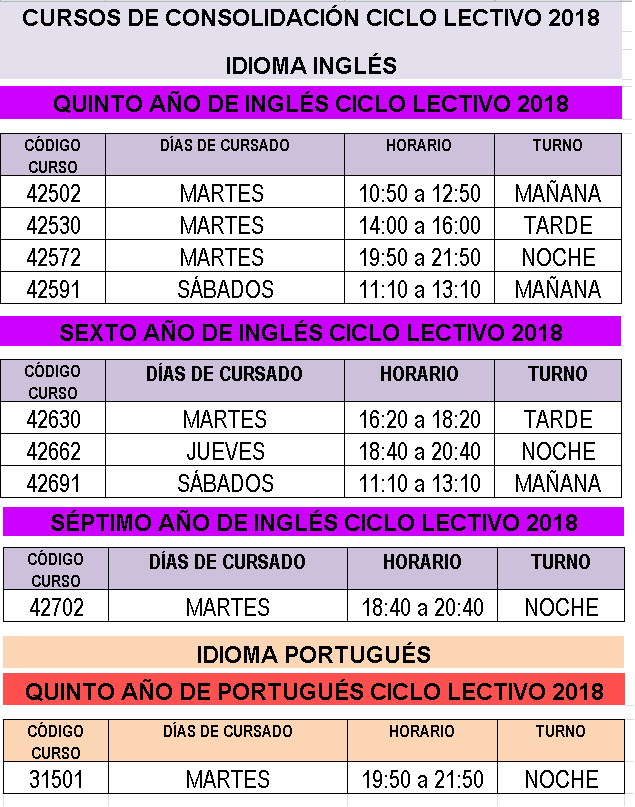 CURSOS DE CONSOLIDACIÓN CICLO LECTIVO 2018
IDIOMA INGLÉS
QUINTO AÑO DE INGLÉS CICLO LECTIVO 2018
CÓDIGO CURSO DÍAS DE CURSADO HORARIO TURNO
42502 MARTES 10:50 a 12:50 MAÑANA
42530 MARTES 14:00 a 16:00 TARDE
42572 MARTES 19:50 a 21:50 NOCHE
42591 SÁBADOS 11:10 a 13:10 MAÑANA
SEXTO AÑO DE INGLÉS CICLO LECTIVO 2018
CÓDIGO CURSO DÍAS DE CURSADO HORARIO TURNO
42630 MARTES 16:20 a 18:20 TARDE
42662 JUEVES 18:40 a 20:40 NOCHE
42691 SÁBADOS 11:10 a 13:10 MAÑANA
SÉPTIMO AÑO DE INGLÉS CICLO LECTIVO 2018
CÓDIGO CURSO DÍAS DE CURSADO HORARIO TURNO
42702 MARTES 18:40 a 20:40 NOCHE
IDIOMA PORTUGUÉS
QUINTO AÑO DE PORTUGUÉS CICLO LECTIVO 2018
CÓDIGO CURSO DÍAS DE CURSADO HORARIO TURNO
31501 MARTES 19:50 a 21:50 NOCHE